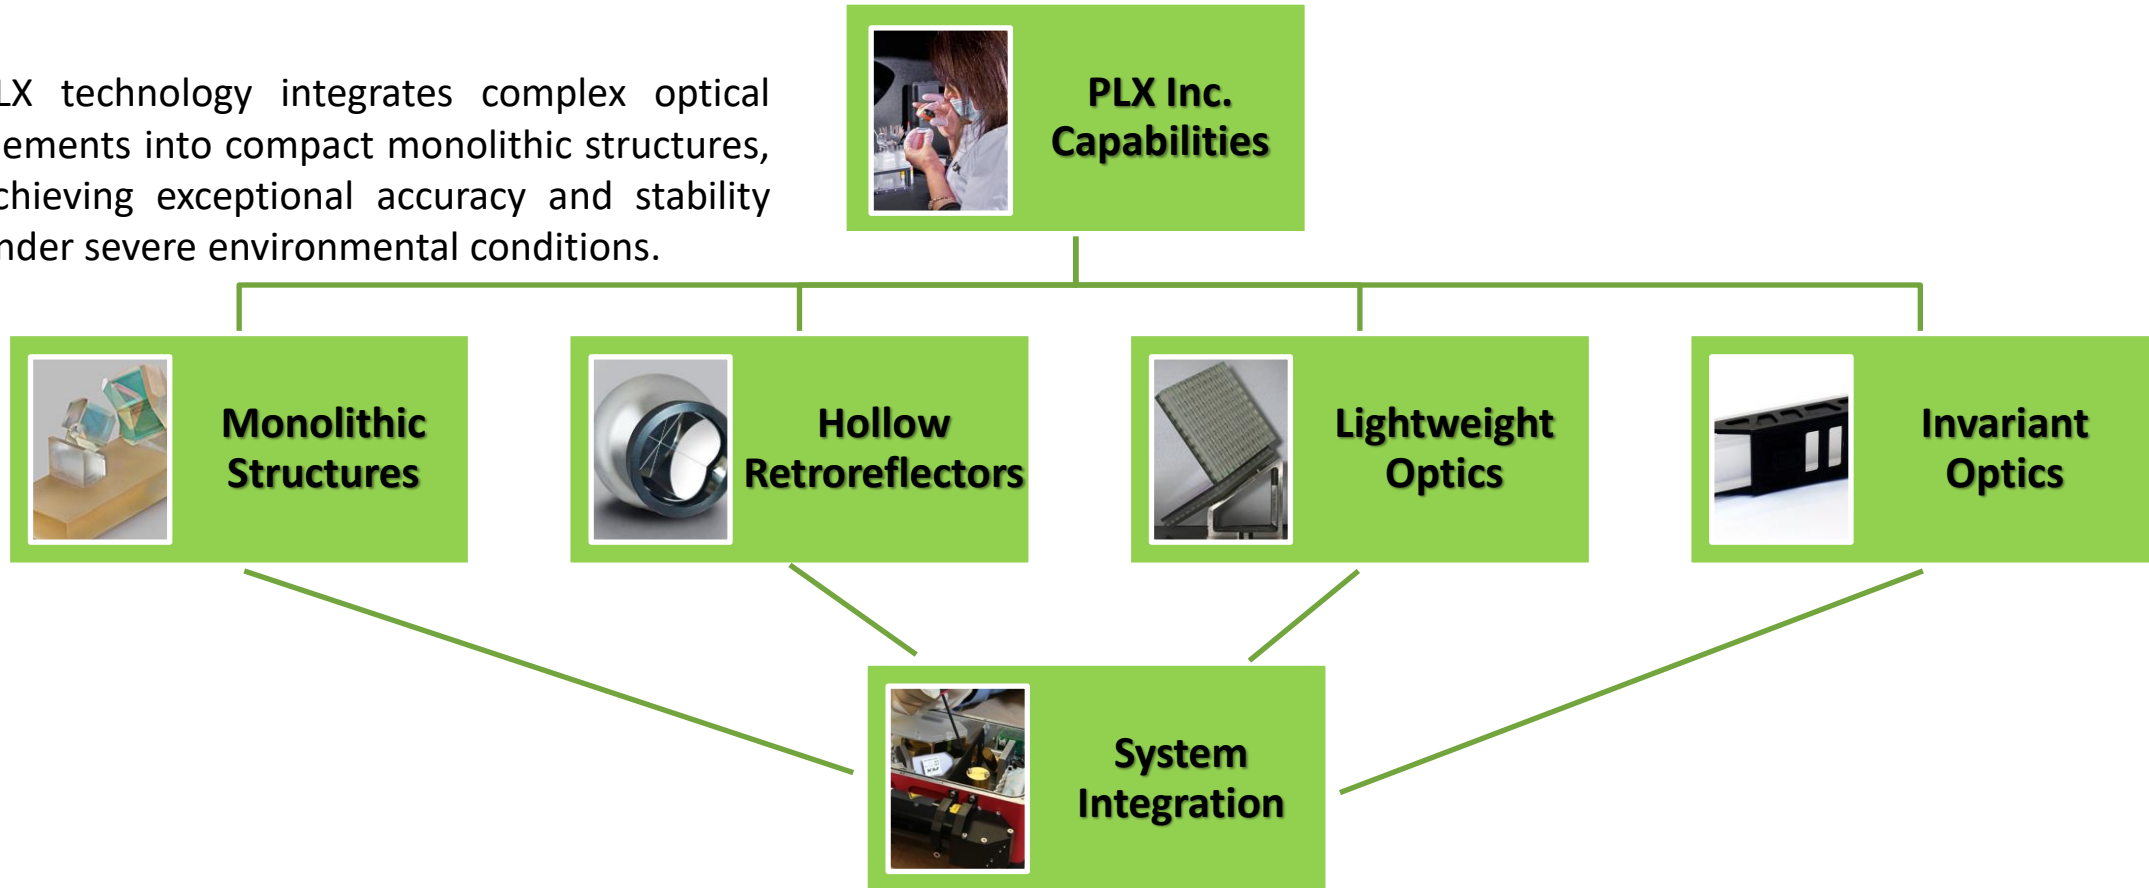 LX technology integrates complex optical
lements into compact monolithic structures,
chieving exceptional accuracy and stability
nder severe environmental conditions.
PLX Inc.
Capabilities
Monolithic
Structures
Hollow
Retroreflectors
Lightweight
Optics
Invariant
Optics
System
Integration